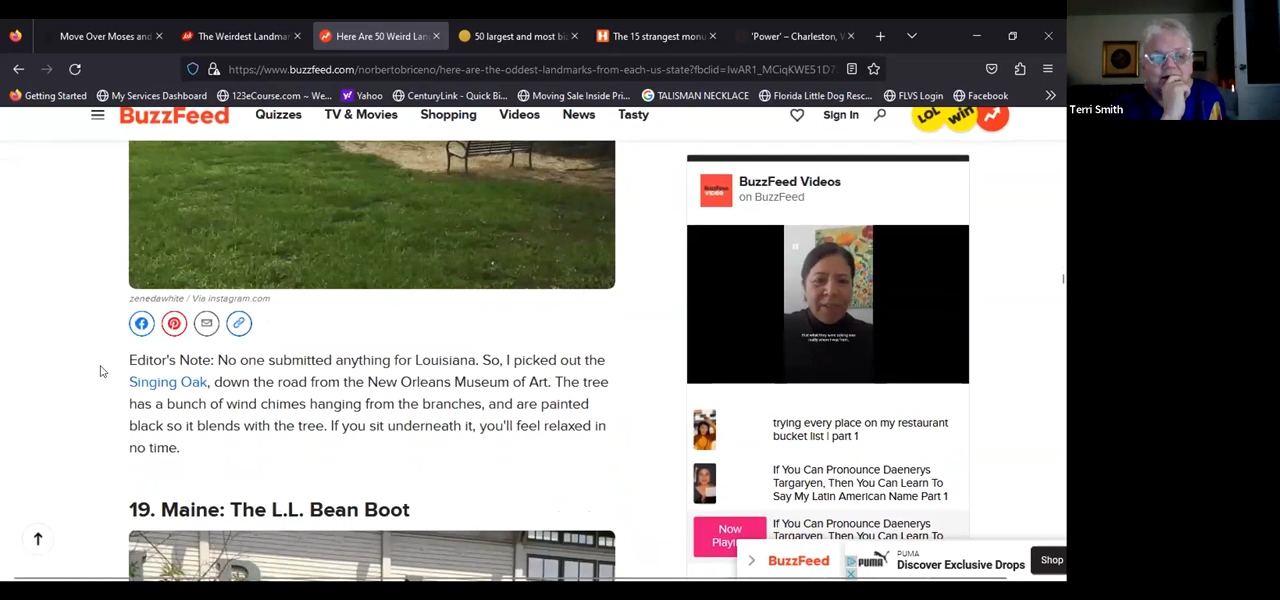 Move Over Moses and
The Weirdest Landma
Here Are 50 Weird Lan
50 largest and most bi
The 15 strangest monu
'Power' – Charleston, V
https://www.buzzfeed.com/norbertobriceno/here-are-the-oddest-landmarks-from-each-us-state?fbclid=IwAR1_MCiqKWE51D7
Getting Started
My Services Dashboard
123eCourse.com ~ We...
Yahoo
CenturyLink - Quick Bi...
Moving Sale Inside Pri...
TALISMAN NECKLACE
Florida Little Dog Resc...
FLVS Login
Facebook
Terri Smith
BuzzFeed
Quizzes
TV & Movies
Shopping
Videos
News
Tasty
Sign In
LOL
win
BuzzFeed Videos
on BuzzFeed
zenedawhite / Via instagram.com
Editor's Note: No one submitted anything for Louisiana. So, I picked out the
Singing Oak, down the road from the New Orleans Museum of Art. The tree
has a bunch of wind chimes hanging from the branches, and are painted
black so it blends with the tree. If you sit underneath it, you'll feel relaxed in
no time.
19. Maine: The L.L. Bean Boot
trying every place on my restaurant
bucket list | part 1
If You Can Pronounce Daenerys
Targaryen, Then You Can Learn To
Say My Latin American Name Part 1
Now
Playi
If You Can Pronounce Daenerys
Targaryen, Then You Can Learn To
BuzzFeed
PUMA
PUMA
Discover Exclusive Drops
Shop